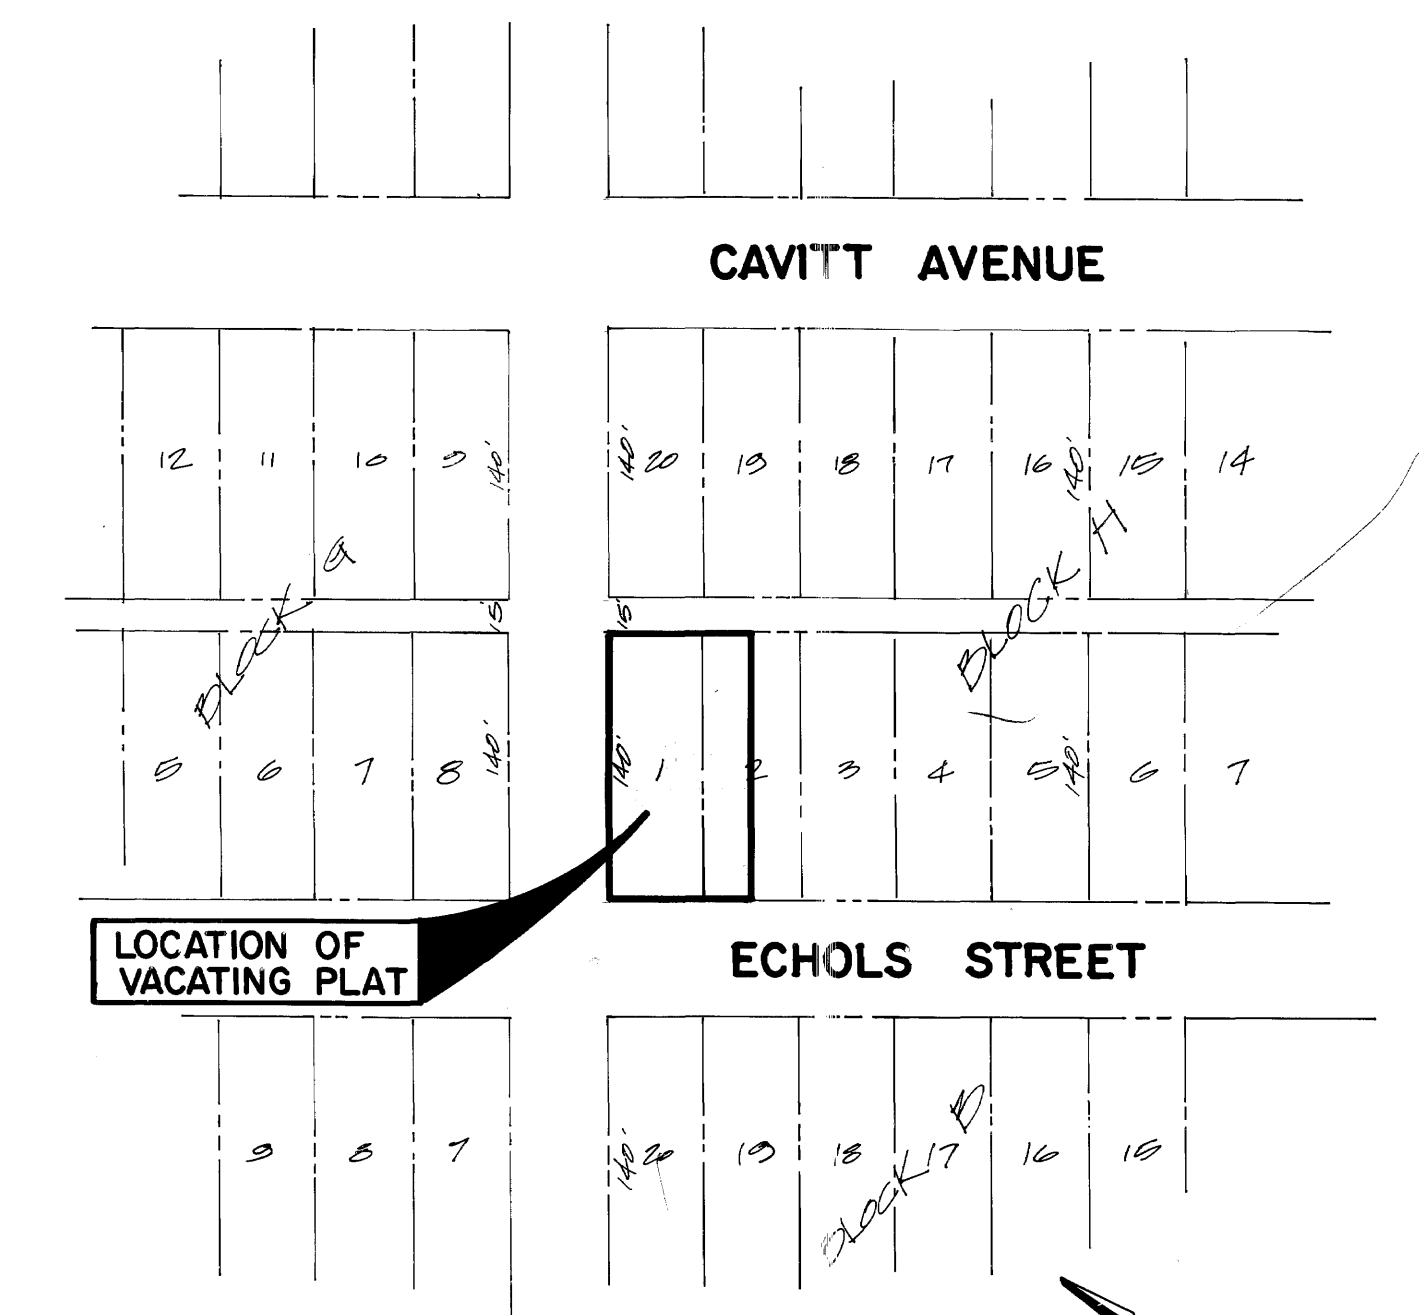 CAVITT AVENUE
12 11 10 9 140' 140' 20 19 18 17 16 140' 15 14
BLOCK G
BLOCK H
15' 15'
5 6 7 8 140' 140' 1 2 3 4 5 140' 6 7
LOCATION OF
VACATING PLAT
ECHOLS STREET
9 8 7 140' 20 19 18 17 16 15
BLOCK B